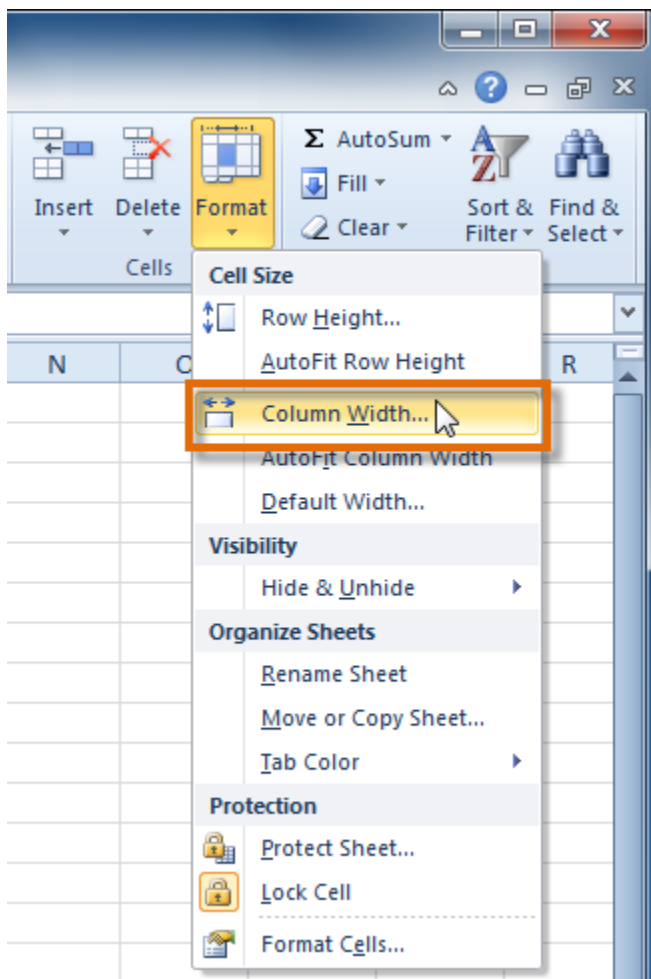 Σ AutoSum
Insert Delete Format
Fill
Sort & Find &
Clear
Filter Select
Cells
Cell Size
Row Height...
N
AutoFit Row Height
R
Column Width...
AutoFit Column Width
Default Width...
Visibility
Hide & Unhide
Organize Sheets
Rename Sheet
Move or Copy Sheet...
Tab Color
Protection
Protect Sheet...
Lock Cell
Format Cells...